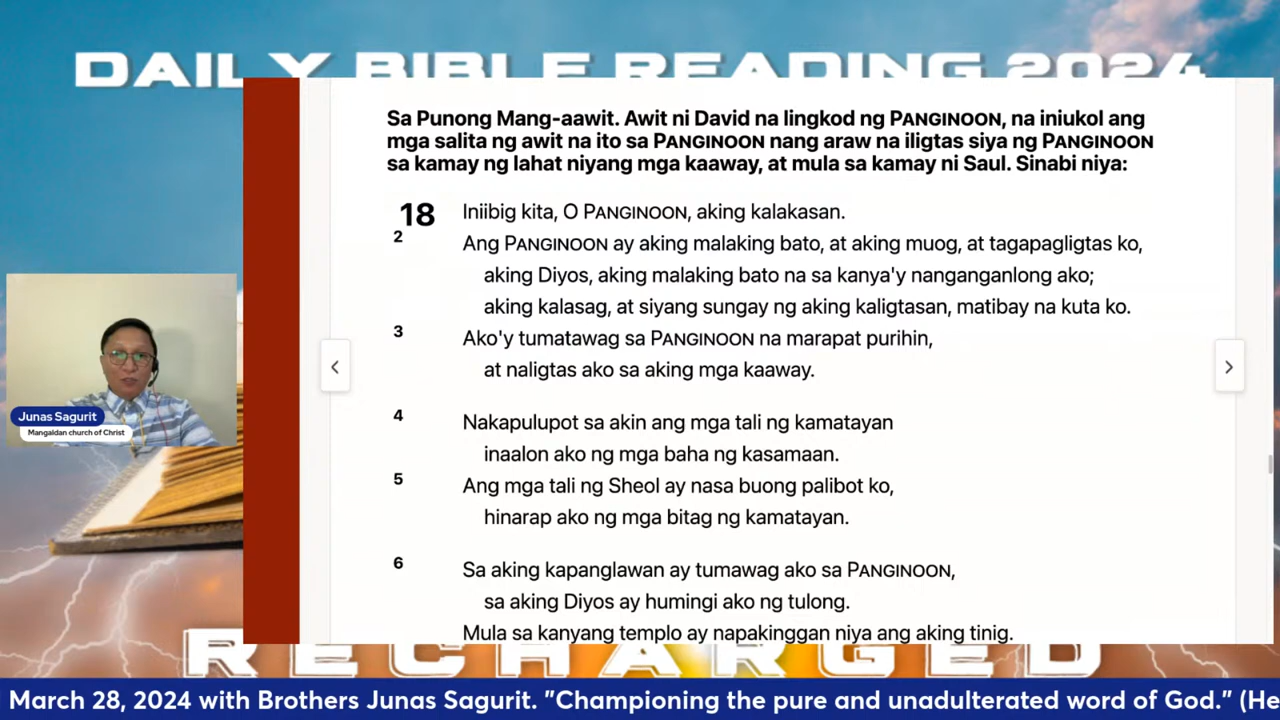 DAILY BIBLE READING 2024
Sa Punong Mang-aawit. Awit ni David na lingkod ng PANGINOON, na iniukol ang
mga salita ng awit na ito sa PANGINOON nang araw na iligtas siya ng PANGINOON
sa kamay ng lahat niyang mga kaaway, at mula sa kamay ni Saul. Sinabi niya:
18 Iniibig kita, O PANGINOON, aking kalakasan.
2 Ang PANGINOON ay aking malaking bato, at aking muog, at tagapagligtas ko,
aking Diyos, aking malaking bato na sa kanya'y nanganganlong ako;
aking kalasag, at siyang sungay ng aking kaligtasan, matibay na kuta ko.
3 Ako'y tumatawag sa PANGINOON na marapat purihin,
at naligtas ako sa aking mga kaaway.
4 Nakapulupot sa akin ang mga tali ng kamatayan
inaalon ako ng mga baha ng kasamaan.
5 Ang mga tali ng Sheol ay nasa buong palibot ko,
hinarap ako ng mga bitag ng kamatayan.
6 Sa aking kapanglawan ay tumawag ako sa PANGINOON,
sa aking Diyos ay humingi ako ng tulong.
Mula sa kanyang templo ay napakinggan niya ang aking tinig.
Junas Sagurit
Mangaldan church of Christ
RECHARGED
March 28, 2024 with Brothers Junas Sagurit. "Championing the pure and unadulterated word of God." (He